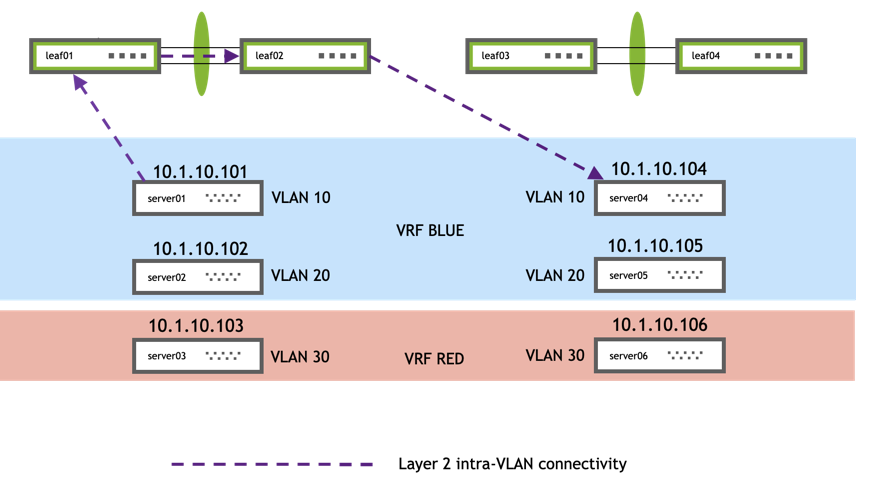 leaf01
leaf02
leaf03
leaf04
10.1.10.101
10.1.10.104
server01
VLAN 10
VLAN 10
server04
VRF BLUE
10.1.10.102
10.1.10.105
server02
VLAN 20
VLAN 20
server05
10.1.10.103
10.1.10.106
server03
VLAN 30
VRF RED
VLAN 30
server06
Layer 2 intra-VLAN connectivity